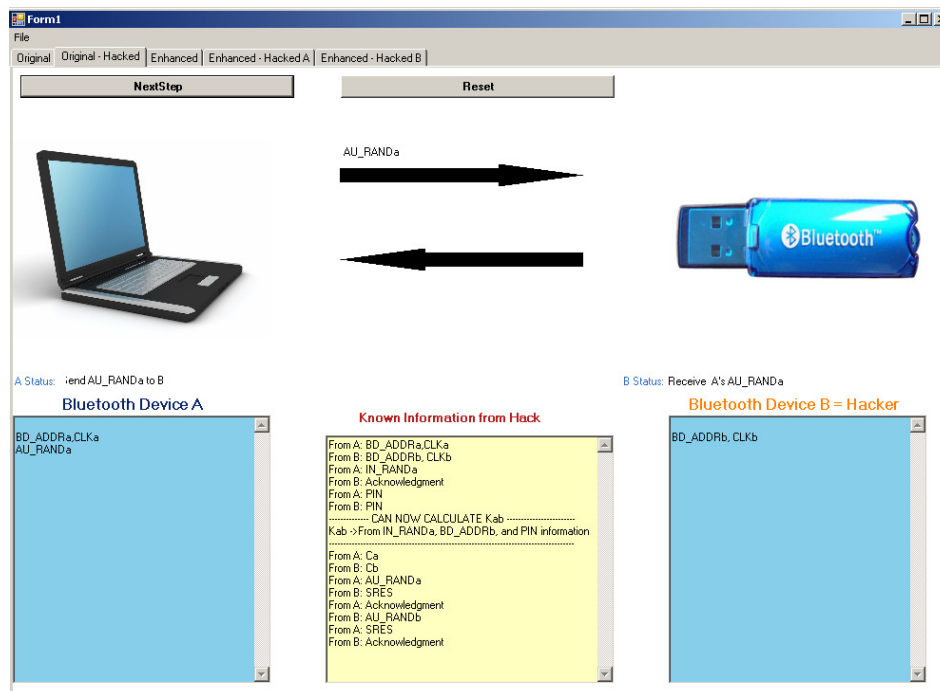 Form1
File
Original
Original - Hacked
Enhanced
Enhanced - Hacked A
Enhanced - Hacked B
NextStep
Reset
AU_RANDa
Bluetooth™
A Status: end AU_RANDa to B
B Status: Receive A's AU_RANDa
Bluetooth Device A
Known Information from Hack
Bluetooth Device B = Hacker
BD_ADDRa,CLKa
AU_RANDa
From A: BD_ADDRa,CLKa
From B: BD_ADDRb, CLKb
From A: IN_RANDa
From B: Acknowledgment
From A: PIN
From B: PIN
------------- CAN NOW CALCULATE Kab -----------------------
Kab ->From IN_RANDa, BD_ADDRb, and PIN information
--------------------------------------------------------------------------------
From A: Ca
From B: Cb
From A: AU_RANDa
From B: SRES
From A: Acknowledgment
From B: AU_RANDb
From A: SRES
From B: Acknowledgment
BD_ADDRb, CLKb